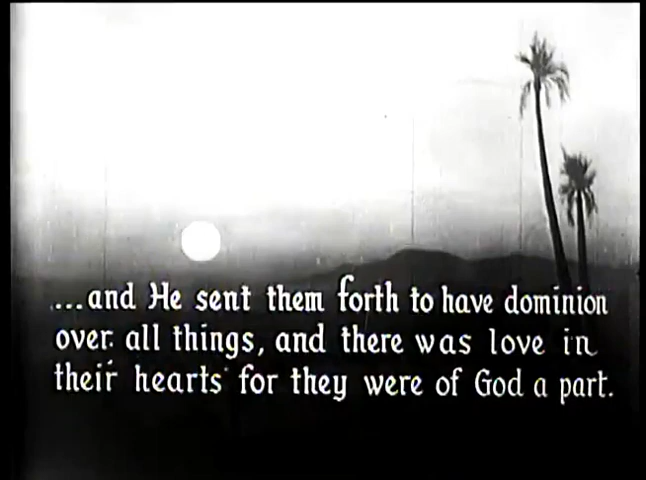 ...and He sent them forth to have dominion
over all things, and there was love in
their hearts for they were of God a part.